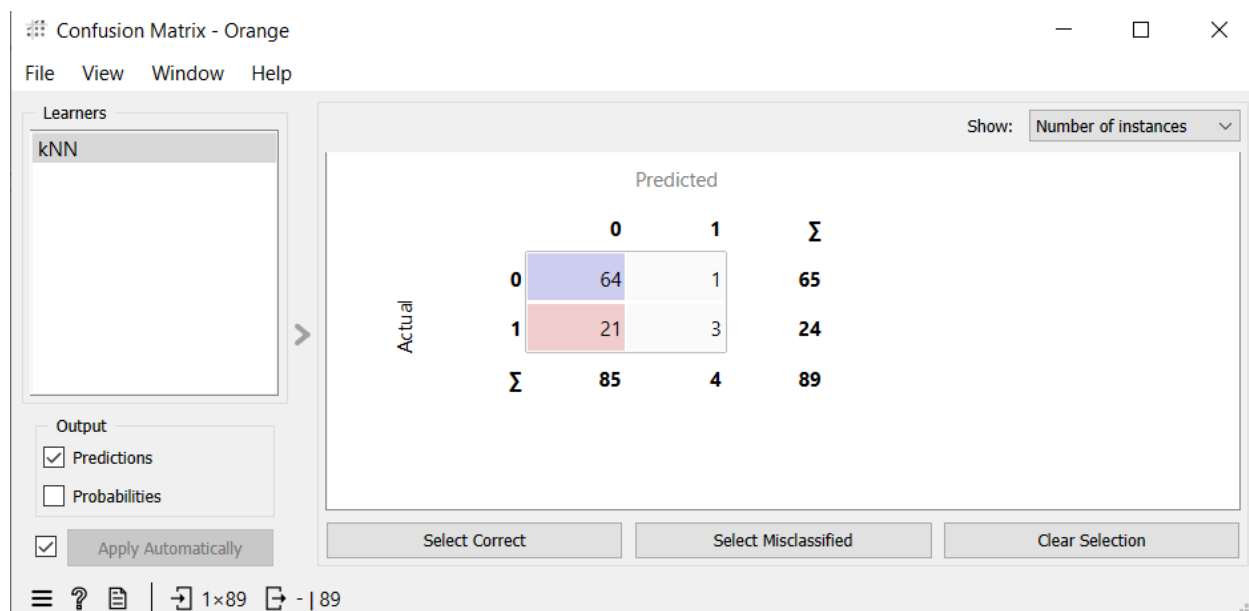 Confusion Matrix - Orange
File View Window Help
Learners
kNN
Output
Predictions
Probabilities
Apply Automatically
Show: Number of instances
Predicted
0 1 Σ
Actual
0 64 1 65
1 21 3 24
Σ 85 4 89
Select Correct Select Misclassified Clear Selection
? 1×89 - | 89